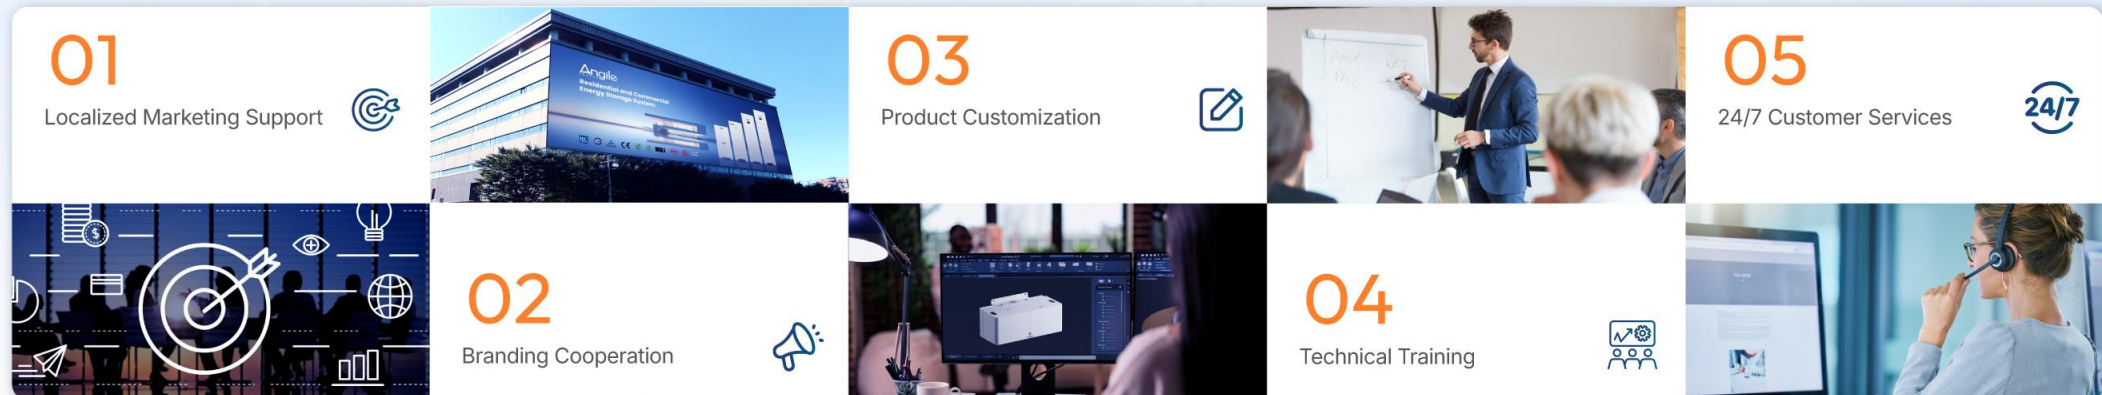 01
Localized Marketing Support
Angile
Residential and Commercial
Energy Storage System
02
Branding Cooperation
03
Product Customization
04
Technical Training
05
24/7 Customer Services
24/7